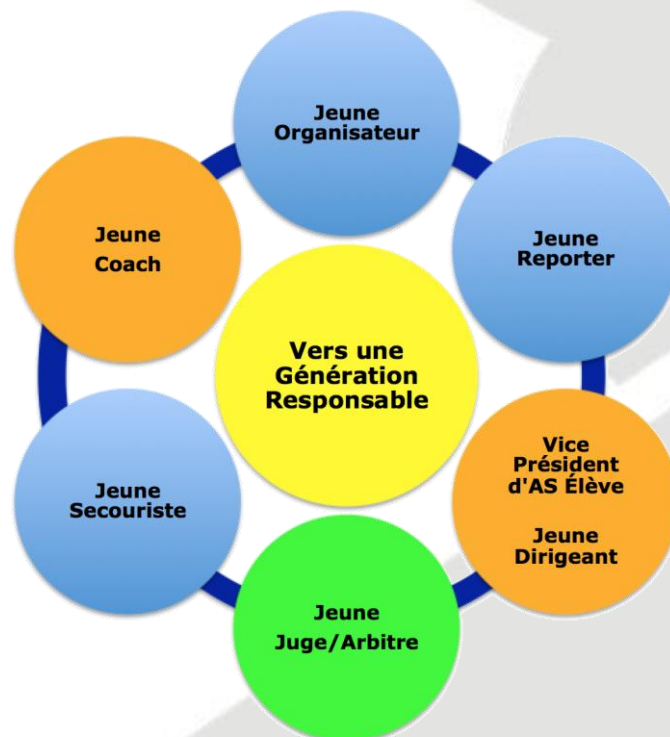 Jeune
Organisateur
Jeune
Reporter
Jeune
Coach
Vers une
Génération
Responsable
Vice
Président
d'AS Élève
Jeune
Dirigeant
Jeune
Secouriste
Jeune
Juge/Arbitre